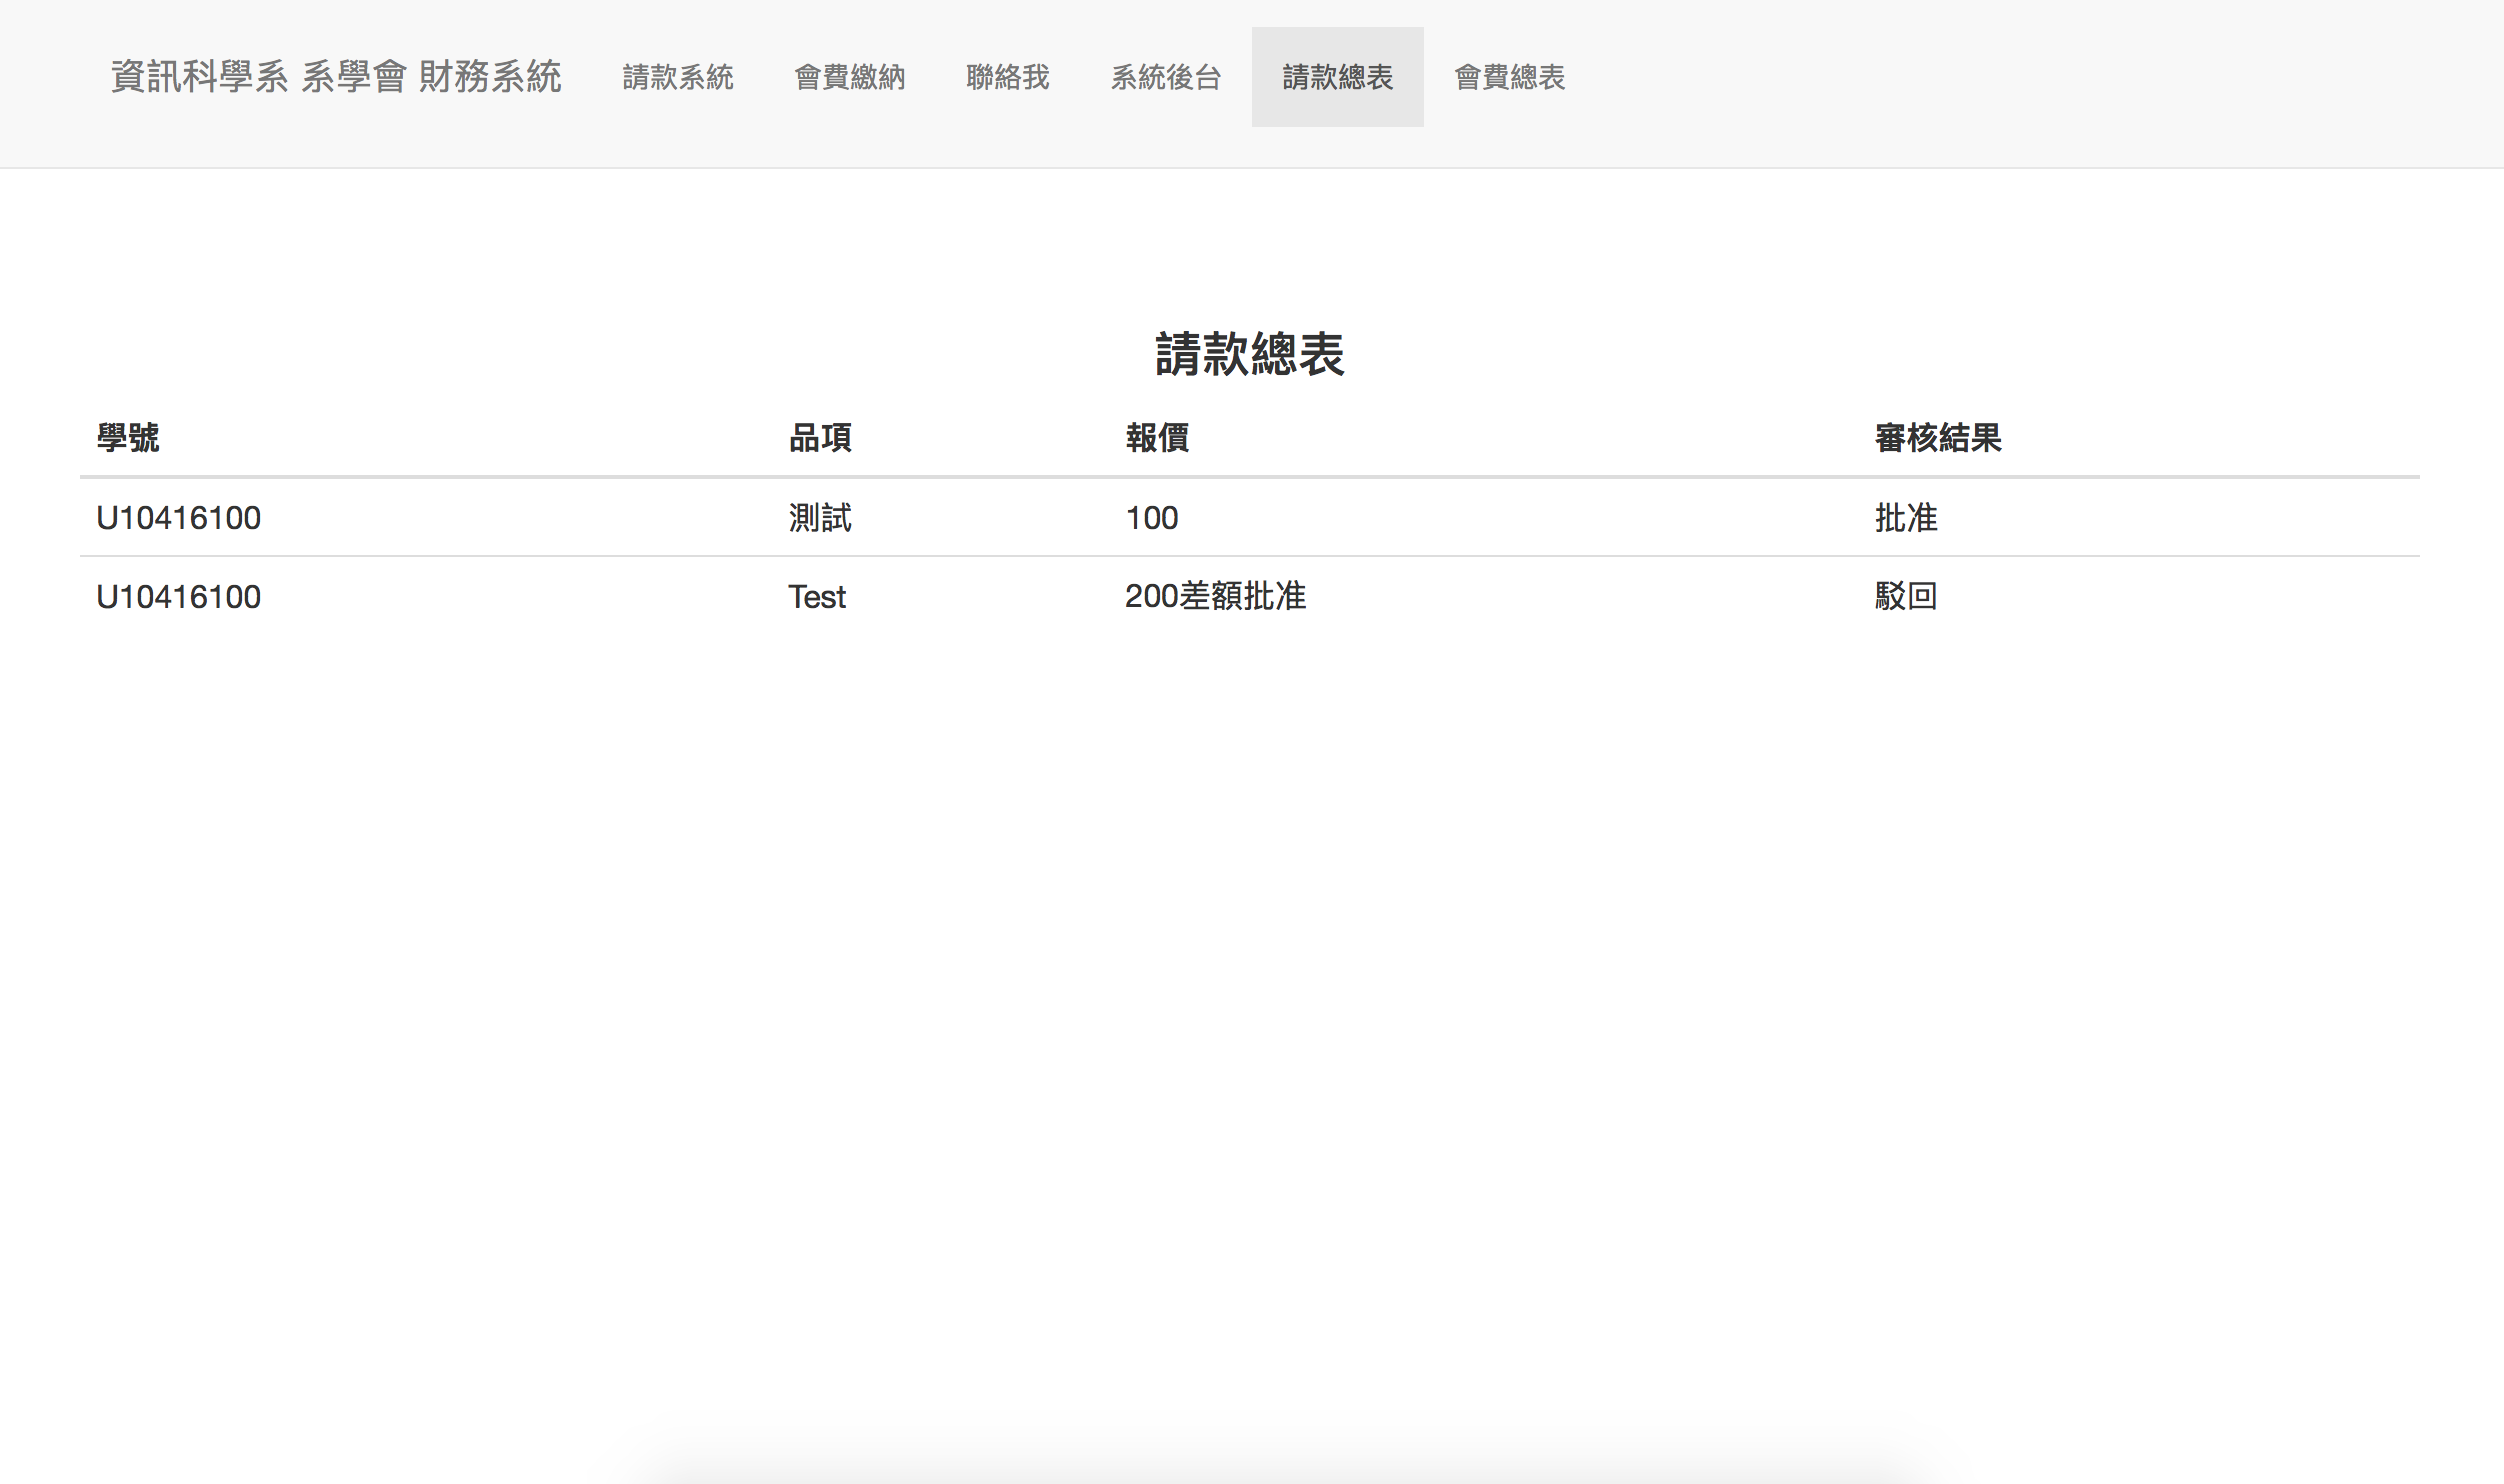 資訊科學系 系學會 財務系統 請款系統 會費繳納 聯絡我 系統後台 請款總表 會費總表
請款總表
學號 品項 報價 審核結果
U10416100 測試 100 批准
U10416100 Test 200差額批准 駁回